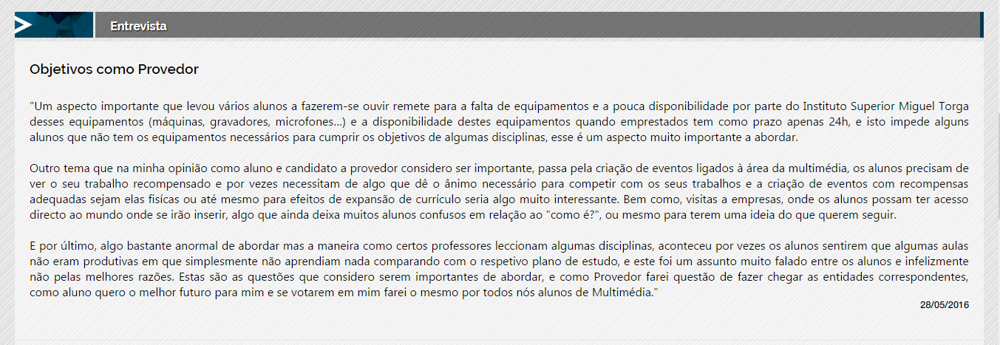 Entrevista
Objetivos como Provedor
"Um aspecto importante que levou vários alunos a fazerem-se ouvir remete para a falta de equipamentos e a pouca disponibilidade por parte do Instituto Superior Miguel Torga
desses equipamentos (máquinas, gravadores, microfones...) e a disponibilidade destes equipamentos quando emprestados tem como prazo apenas 24h, e isto impede alguns
alunos que não tem os equipamentos necessários para cumprir os objetivos de algumas disciplinas, esse é um aspecto muito importante a abordar.
Outro tema que na minha opinião como aluno e candidato a provedor considero ser importante, passa pela criação de eventos ligados à área da multimédia, os alunos precisam de
ver o seu trabalho recompensado e por vezes necessitam de algo que dê o ânimo necessário para competir com os seus trabalhos e a criação de eventos com recompensas
adequadas sejam elas fisícas ou até mesmo para efeitos de expansão de currículo seria algo muito interessante. Bem como, visitas a empresas, onde os alunos possam ter acesso
directo ao mundo onde se irão inserir, algo que ainda deixa muitos alunos confusos em relação ao "como é?", ou mesmo para terem uma ideia do que querem seguir.
E por último, algo bastante anormal de abordar mas a maneira como certos professores leccionam algumas disciplinas, aconteceu por vezes os alunos sentirem que algumas aulas
não eram produtivas em que simplesmente não aprendiam nada comparando com o respetivo plano de estudo, e este foi um assunto muito falado entre os alunos e infelizmente
não pelas melhores razões. Estas são as questões que considero serem importantes de abordar, e como Provedor farei questão de fazer chegar as entidades correspondentes,
como aluno quero o melhor futuro para mim e se votarem em mim farei o mesmo por todos nós alunos de Multimédia."
28/05/2016